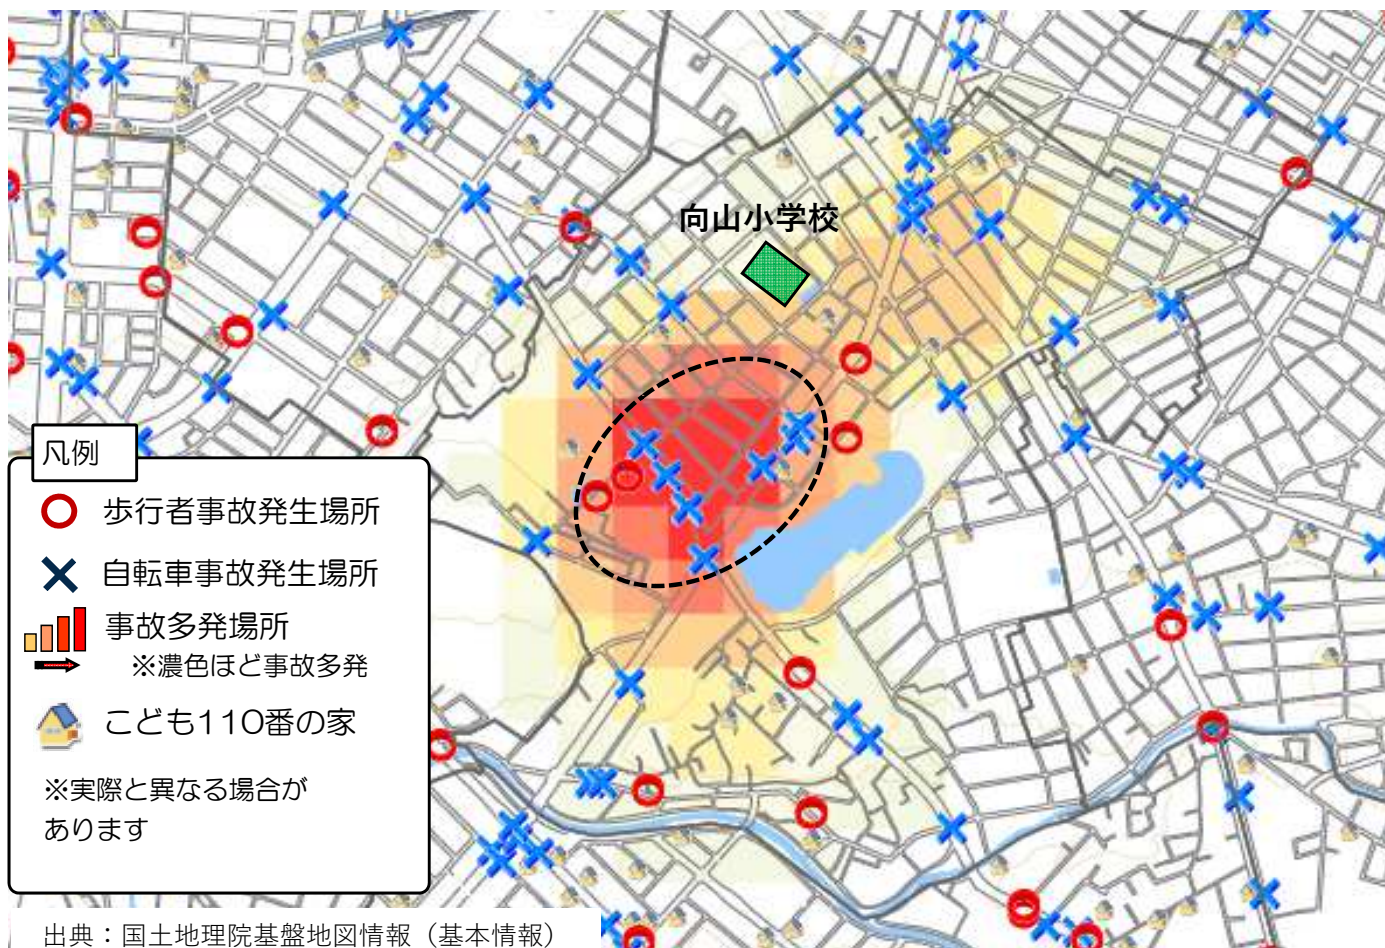 向山小学校
凡例
歩行者事故発生場所
自転車事故発生場所
事故多発場所
※濃色ほど事故多発
こども110番の家
※実際と異なる場合が
あります
出典:国土地理院基盤地図情報(基本情報)